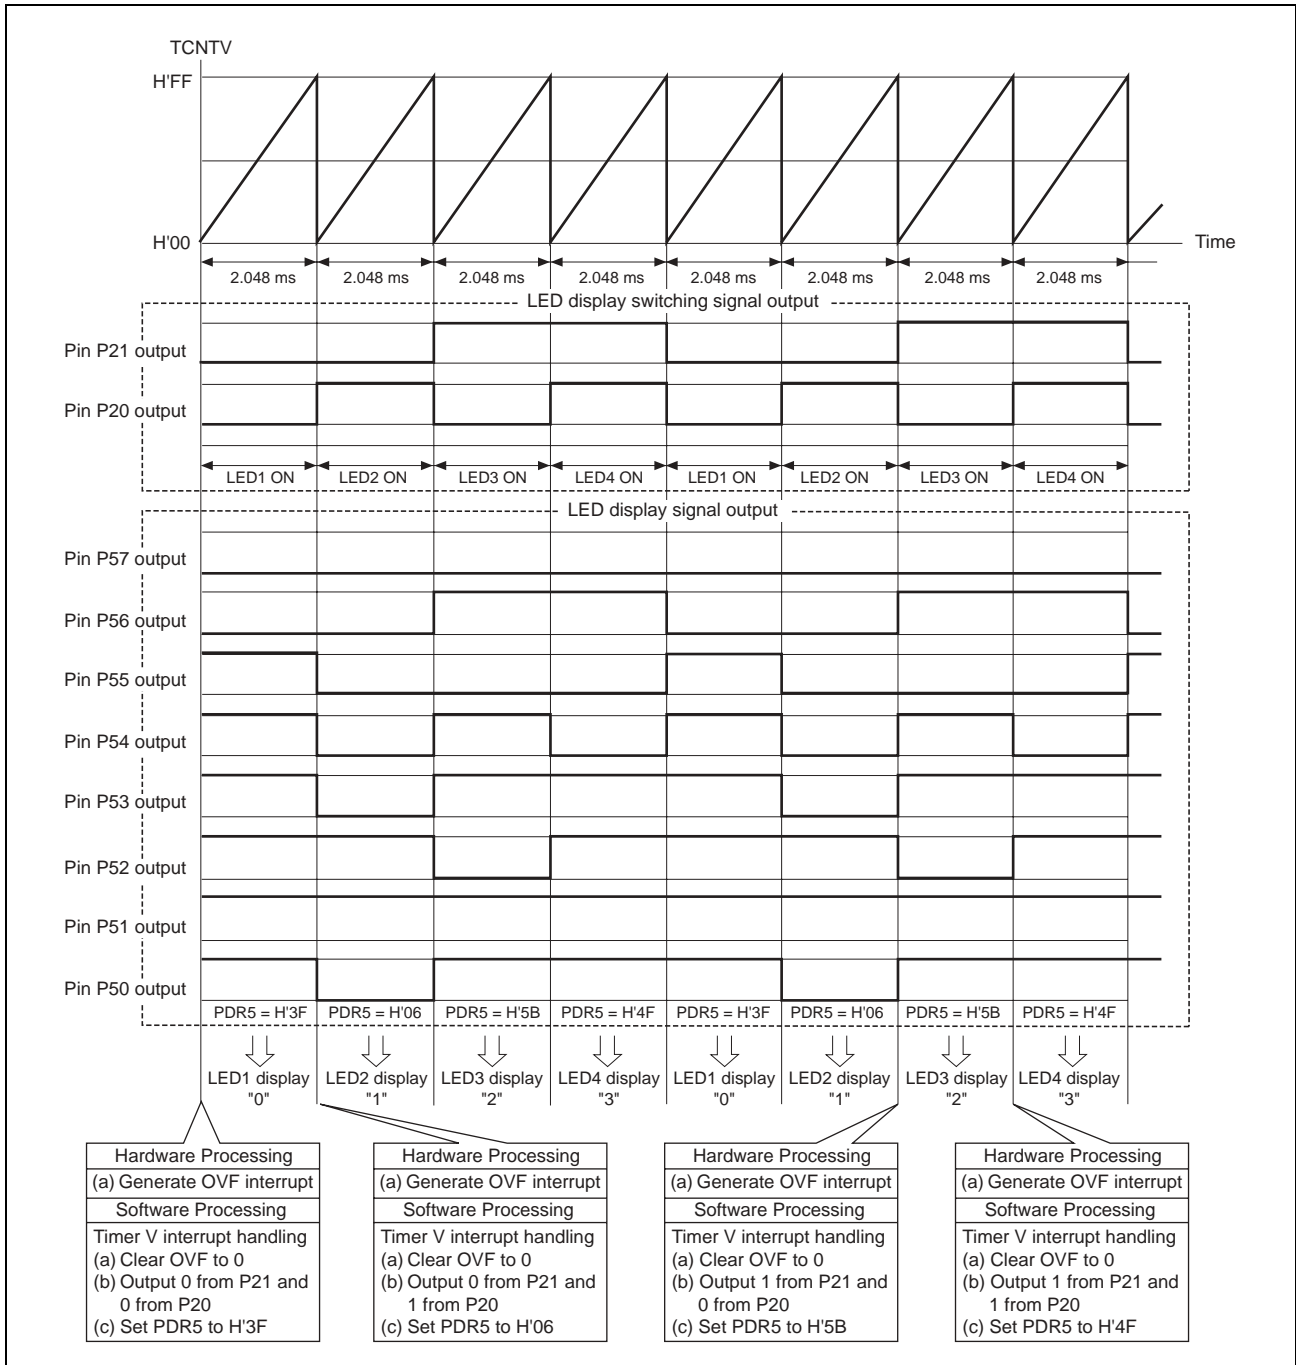 TCNTV
H'FF
H'00
Time
2.048 ms 2.048 ms 2.048 ms 2.048 ms 2.048 ms 2.048 ms 2.048 ms 2.048 ms
LED display switching signal output
Pin P21 output
Pin P20 output
LED1 ON LED2 ON LED3 ON LED4 ON LED1 ON LED2 ON LED3 ON LED4 ON
LED display signal output
Pin P57 output
Pin P56 output
Pin P55 output
Pin P54 output
Pin P53 output
Pin P52 output
Pin P51 output
Pin P50 output
PDR5 = H'3F PDR5 = H'06 PDR5 = H'5B PDR5 = H'4F PDR5 = H'3F PDR5 = H'06 PDR5 = H'5B PDR5 = H'4F
LED1 display LED2 display LED3 display LED4 display LED1 display LED2 display LED3 display LED4 display
"0" "1" "2" "3" "0" "1" "2" "3"
Hardware Processing
(a) Generate OVF interrupt
Software Processing
Timer V interrupt handling
(a) Clear OVF to 0
(b) Output 0 from P21 and
0 from P20
(c) Set PDR5 to H'3F
Hardware Processing
(a) Generate OVF interrupt
Software Processing
Timer V interrupt handling
(a) Clear OVF to 0
(b) Output 0 from P21 and
1 from P20
(c) Set PDR5 to H'06
Hardware Processing
(a) Generate OVF interrupt
Software Processing
Timer V interrupt handling
(a) Clear OVF to 0
(b) Output 1 from P21 and
0 from P20
(c) Set PDR5 to H'5B
Hardware Processing
(a) Generate OVF interrupt
Software Processing
Timer V interrupt handling
(a) Clear OVF to 0
(b) Output 1 from P21 and
1 from P20
(c) Set PDR5 to H'4F